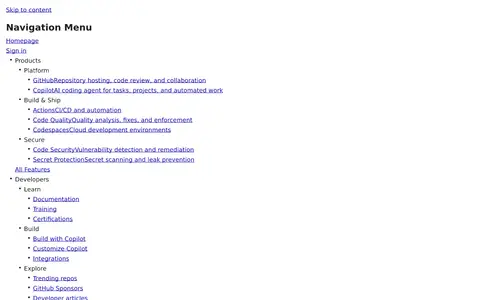 Skip to content
Navigation Menu
Homepage
Sign in
• Products
• Platform
• GitHubRepository hosting, code review, and collaboration
• CopilotAI coding agent for tasks, projects, and automated work
• Build & Ship
• ActionsCI/CD and automation
• Code QualityQuality analysis, fixes, and enforcement
• CodespacesCloud development environments
• Secure
• Code SecurityVulnerability detection and remediation
• Secret ProtectionSecret scanning and leak prevention
All Features
• Developers
• Learn
• Documentation
• Training
• Certifications
• Build
• Build with Copilot
• Customize Copilot
• Integrations
• Explore
• Trending repos
• GitHub Sponsors
• Developer articles